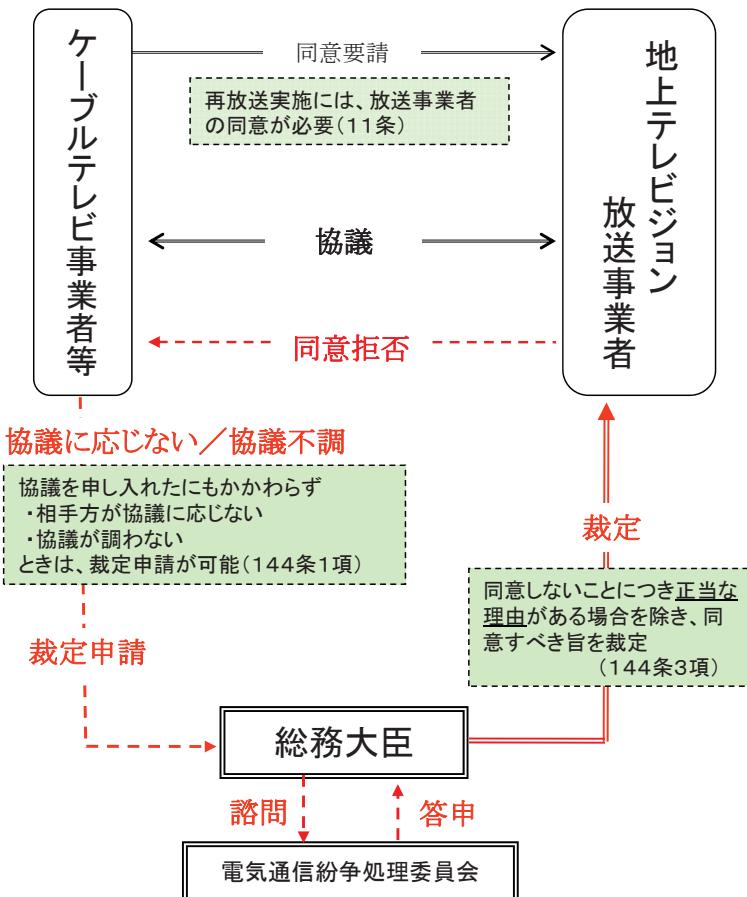 ケーブルテレビ事業者等
同意要請
再放送実施には、放送事業者
の同意が必要(11条)
地上テレビジョン
放送事業者
協議
同意拒否
協議に応じない／協議不調
協議を申し入れたにもかかわらず
・相手方が協議に応じない
・協議が調わない
ときは、裁定申請が可能(144条1項)
裁定
同意しないことにつき正当な
理由がある場合を除き、同
意すべき旨を裁定
(144条3項)
裁定申請
総務大臣
諮問
答申
電気通信紛争処理委員会